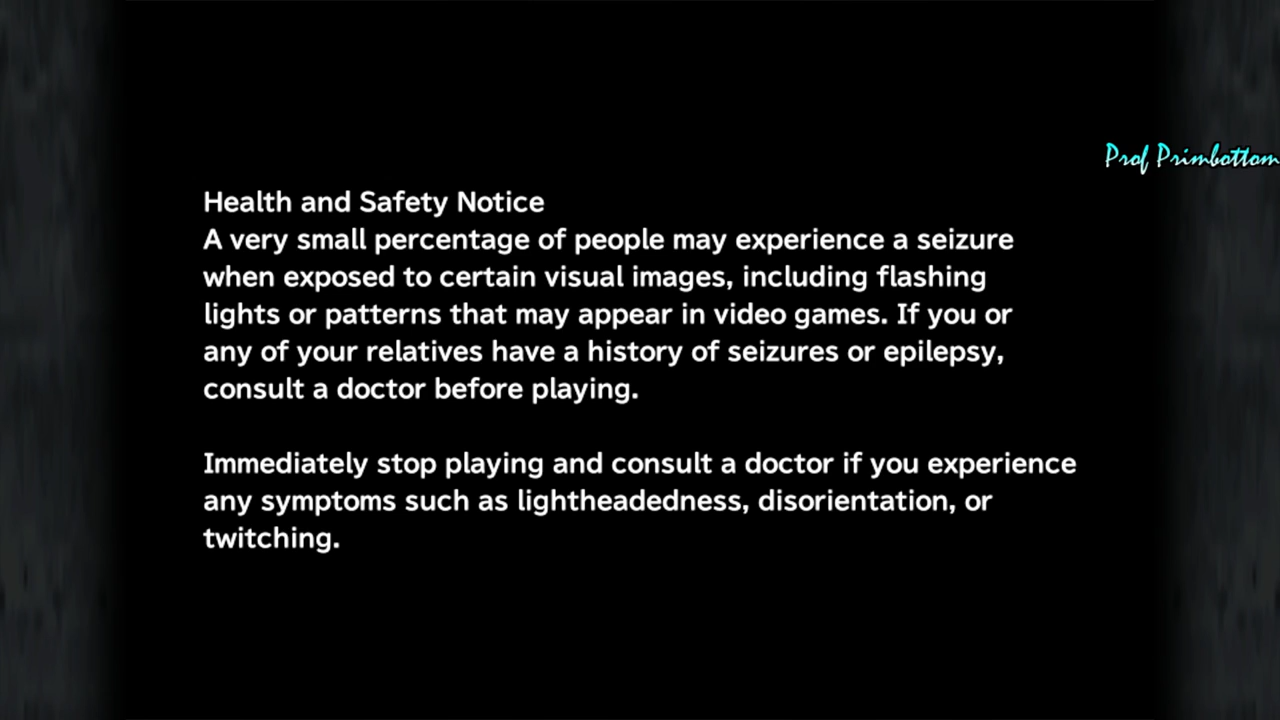 Prof Primbottom
Health and Safety Notice
A very small percentage of people may experience a seizure
when exposed to certain visual images, including flashing
lights or patterns that may appear in video games. If you or
any of your relatives have a history of seizures or epilepsy,
consult a doctor before playing.
Immediately stop playing and consult a doctor if you experience
any symptoms such as lightheadedness, disorientation, or
twitching.